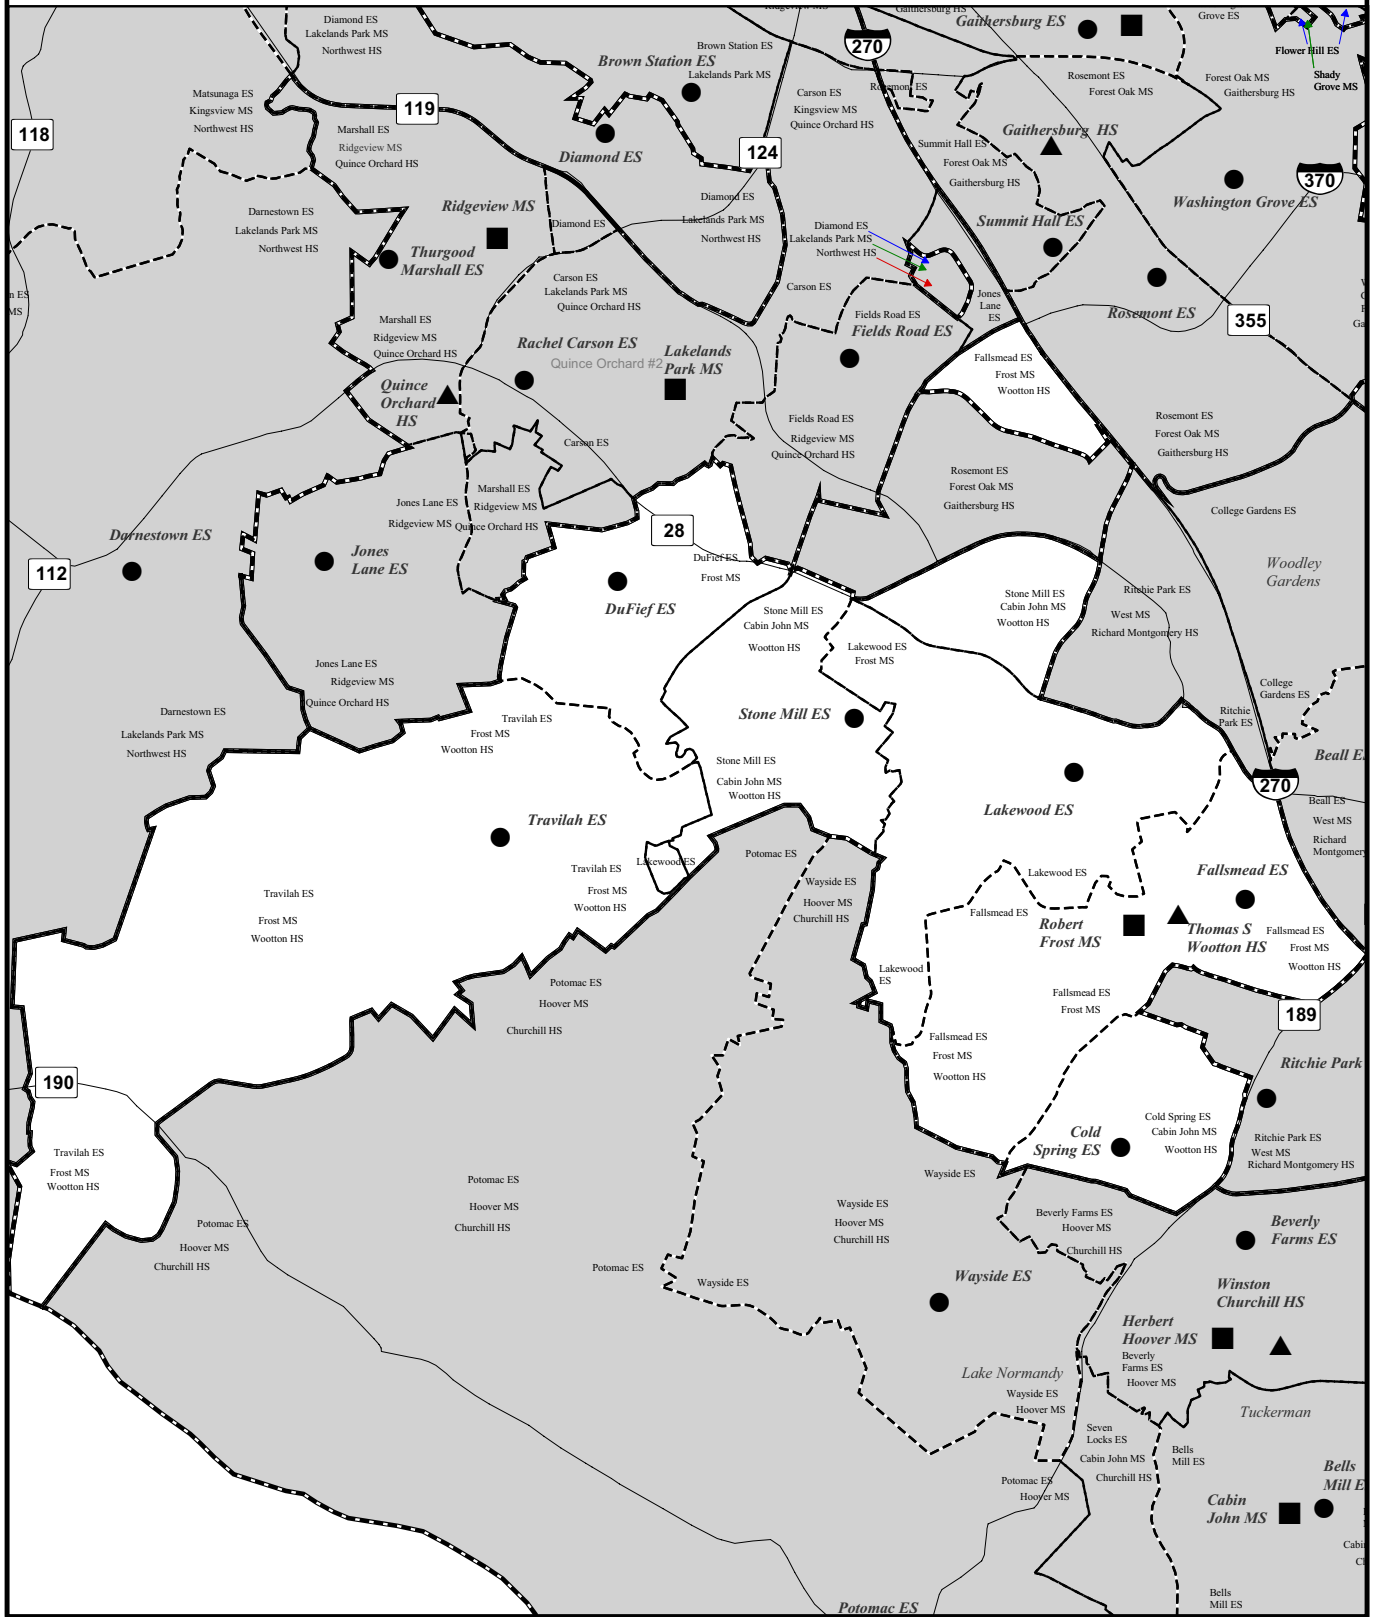 Diamond ES
Lakelands Park MS
Northwest HS
Gaithersburg HS
Gaithersburg ES
Grove ES
270
Flower Hill ES
Shady
Grove MS
Brown Station ES
Brown Station ES
Lakelands Park MS
Rosemont ES
Rosemont ES
Forest Oak MS
Forest Oak MS
Gaithersburg HS
Matsunaga ES
Kingsview MS
Northwest HS
119
Carson ES
Kingsview MS
Quince Orchard HS
118
Marshall ES
Ridgeview MS
Quince Orchard HS
Diamond ES
124
Gaithersburg HS
Summit Hall ES
Forest Oak MS
Gaithersburg HS
370
Washington Grove ES
Darnestown ES
Lakelands Park MS
Northwest HS
Ridgeview MS
Diamond ES
Diamond ES
Lakelands Park MS
Northwest HS
Diamond ES
Lakelands Park MS
Northwest HS
Summit Hall ES
Thurgood
Marshall ES
Carson ES
Lakelands Park MS
Quince Orchard HS
Carson ES
Jones
Lane
ES
n ES
MS
Rosemont ES
355
Marshall ES
Ridgeview MS
Quince Orchard HS
Fields Road ES
Fields Road ES
Rachel Carson ES
Quince Orchard #2
Lakelands
Park MS
Fallsmead ES
Frost MS
Wootton HS
Quince
Orchard
HS
Fields Road ES
Ridgeview MS
Quince Orchard HS
Rosemont ES
Forest Oak MS
Gaithersburg HS
Carson ES
Rosemont ES
Forest Oak MS
Gaithersburg HS
Jones Lane ES
Ridgeview MS
Marshall ES
Ridgeview MS
Quince Orchard HS
College Gardens ES
Darnestown ES
28
112
Jones
Lane ES
DuFief ES
Frost MS
Woodley
Gardens
DuFief ES
Stone Mill ES
Cabin John MS
Wootton HS
Stone Mill ES
Cabin John MS
Wootton HS
Ritchie Park ES
West MS
Richard Montgomery HS
Lakewood ES
Frost MS
Jones Lane ES
Ridgeview MS
Quince Orchard HS
College
Gardens ES
Darnestown ES
Lakelands Park MS
Northwest HS
Travilah ES
Frost MS
Wootton HS
Stone Mill ES
Ritchie
Park ES
Stone Mill ES
Cabin John MS
Wootton HS
Beall E
270
Lakewood ES
Beall ES
West MS
Richard
Montgomery
Travilah ES
Potomac ES
Lakewood ES
Travilah ES
Frost MS
Wootton HS
Wayside ES
Hoover MS
Churchill HS
Lakewood ES
Fallsmead ES
Travilah ES
Frost MS
Wootton HS
Fallsmead ES
Robert
Frost MS
Thomas S
Wootton HS
Fallsmead ES
Frost MS
Wootton HS
Lakewood
ES
Potomac ES
Hoover MS
Churchill HS
Fallsmead ES
Frost MS
189
Fallsmead ES
Frost MS
Wootton HS
190
Ritchie Park
Cold Spring ES
Cabin John MS
Wootton HS
Cold
Spring ES
Ritchie Park ES
West MS
Richard Montgomery HS
Travilah ES
Frost MS
Wootton HS
Potomac ES
Hoover MS
Churchill HS
Wayside ES
Wayside ES
Hoover MS
Churchill HS
Beverly Farms ES
Hoover MS
Churchill HS
Potomac ES
Hoover MS
Churchill HS
Beverly
Farms ES
Potomac ES
Wayside ES
Wayside ES
Winston
Churchill HS
Herbert
Hoover MS
Beverly
Farms ES
Hoover MS
Lake Normandy
Wayside ES
Hoover MS
Tuckerman
Seven
Locks ES
Cabin John MS
Churchill HS
Bells
Mill ES
Potomac ES
Hoover MS
Bells
Mill E
Cabin
John MS
Bells
Mill ES
Potomac ES